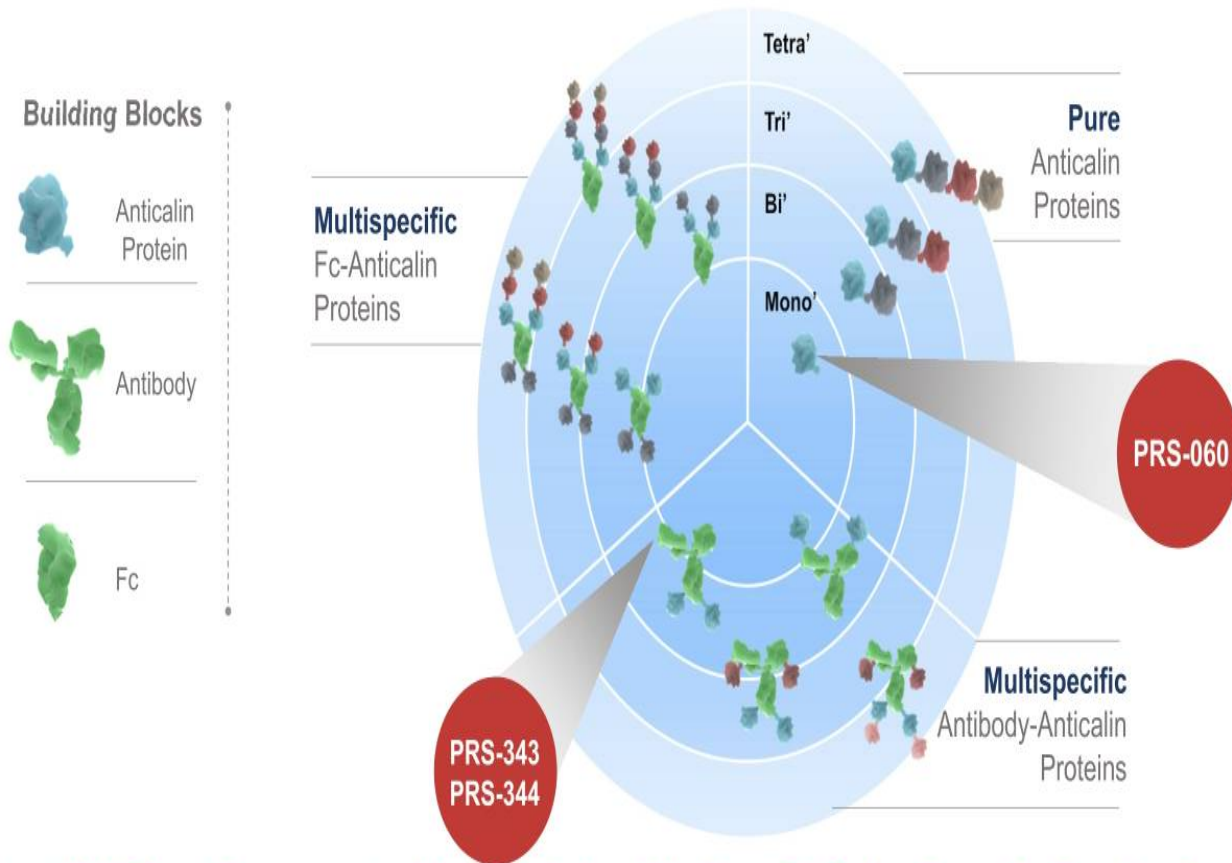 Building Blocks
Anticalin
Protein
Antibody
Fc
Multispecific
Fc-Anticalin
Proteins
Tetra'
Tri'
Bi'
Mono'
Pure
Anticalin
Proteins
PRS-060
PRS-343
PRS-344
Multispecific
Antibody-Anticalin
Proteins